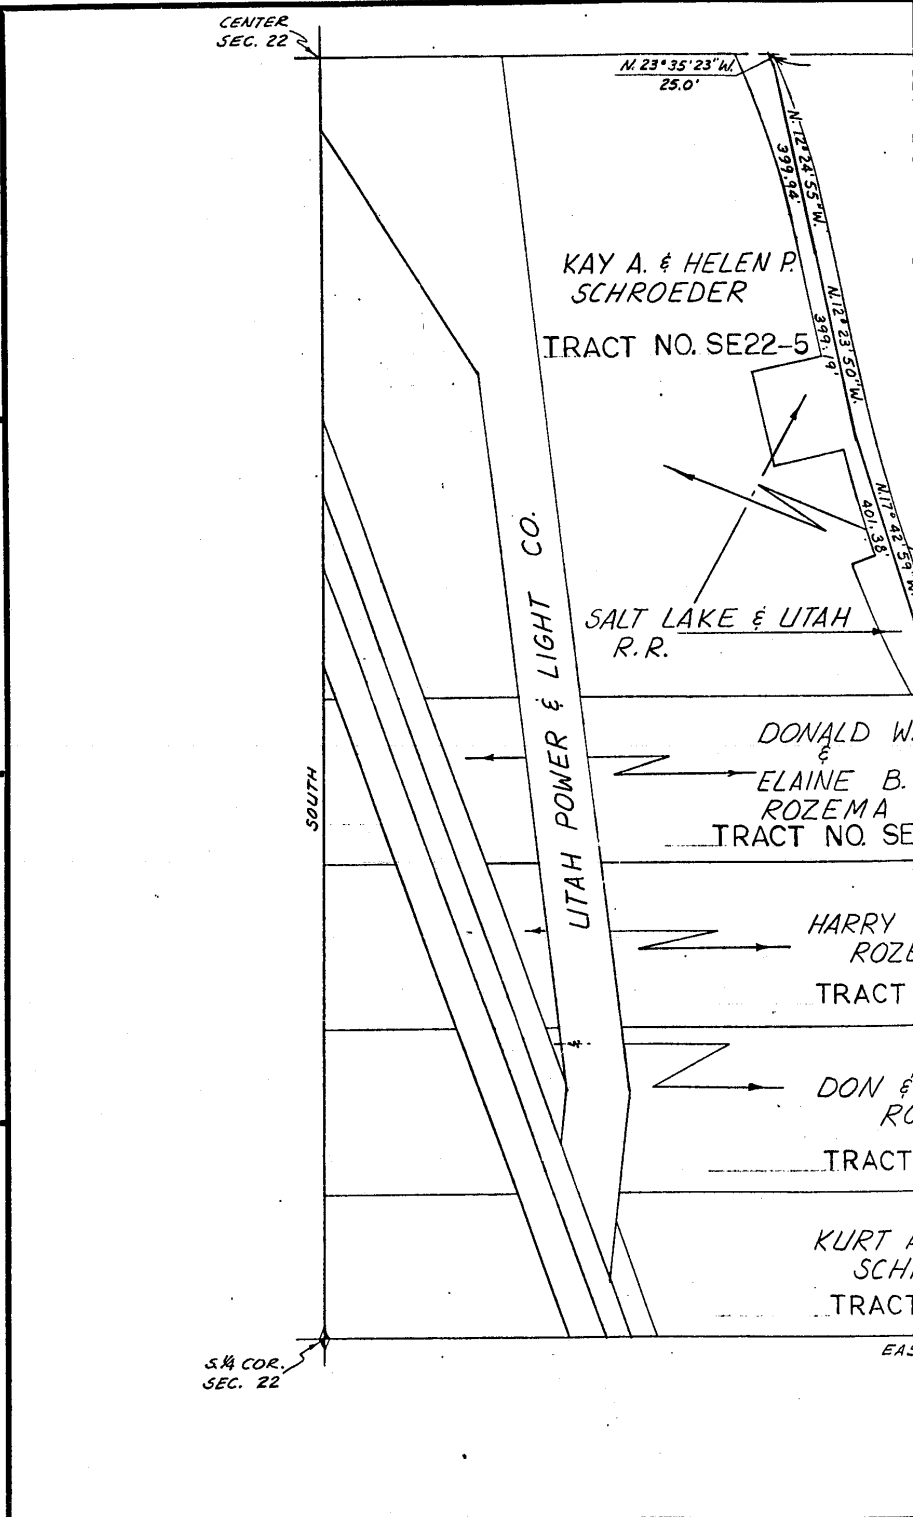 CENTER
SEC. 22
N. 23° 35' 23" W.
25.0'
N. 12° 24' 55" W.
399.94'
KAY A. & HELEN P.
SCHROEDER
TRACT NO. SE22-5
N. 12° 23' 50" W.
399.19'
N. 17° 42' 59" W.
401.38'
SALT LAKE & UTAH
R.R.
UTAH POWER & LIGHT CO.
SOUTH
DONALD W.
&
ELAINE B.
ROZEMA
TRACT NO. SE
HARRY
ROZE
TRACT
DON &
RO
TRACT
KURT A
SCH
TRACT
EAS
S.¼ COR.
SEC. 22